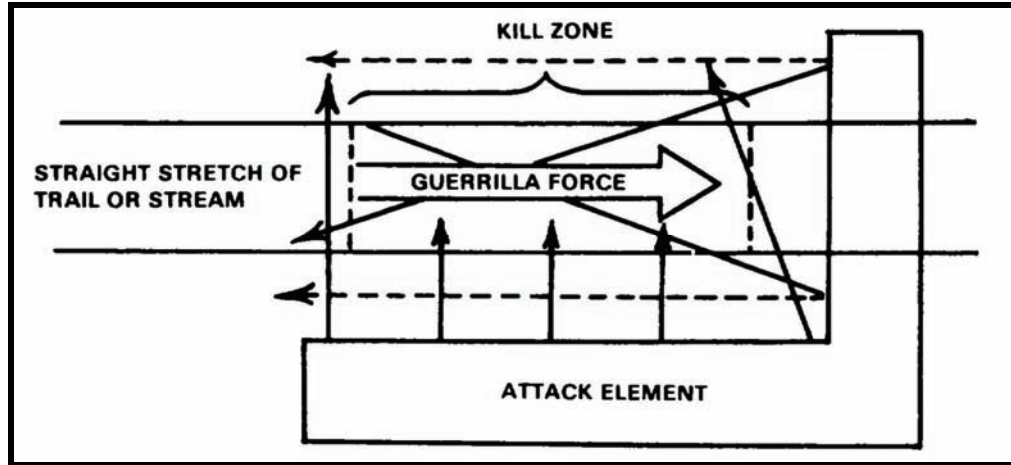 KILL ZONE
STRAIGHT STRETCH OF
TRAIL OR STREAM
GUERRILLA FORCE
ATTACK ELEMENT